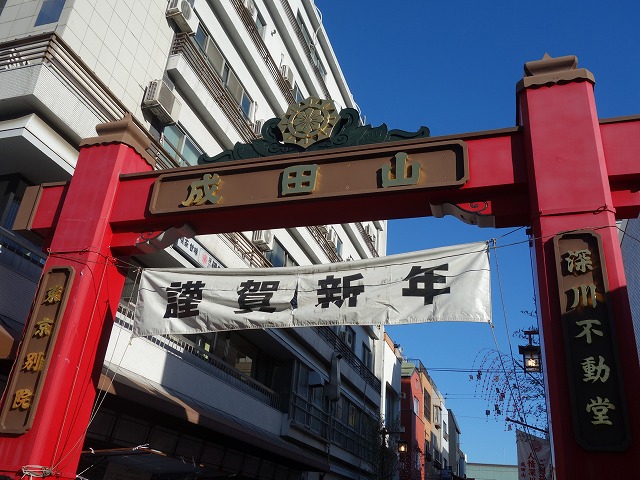 成田山
謹賀新年
東京別院
深川不動堂